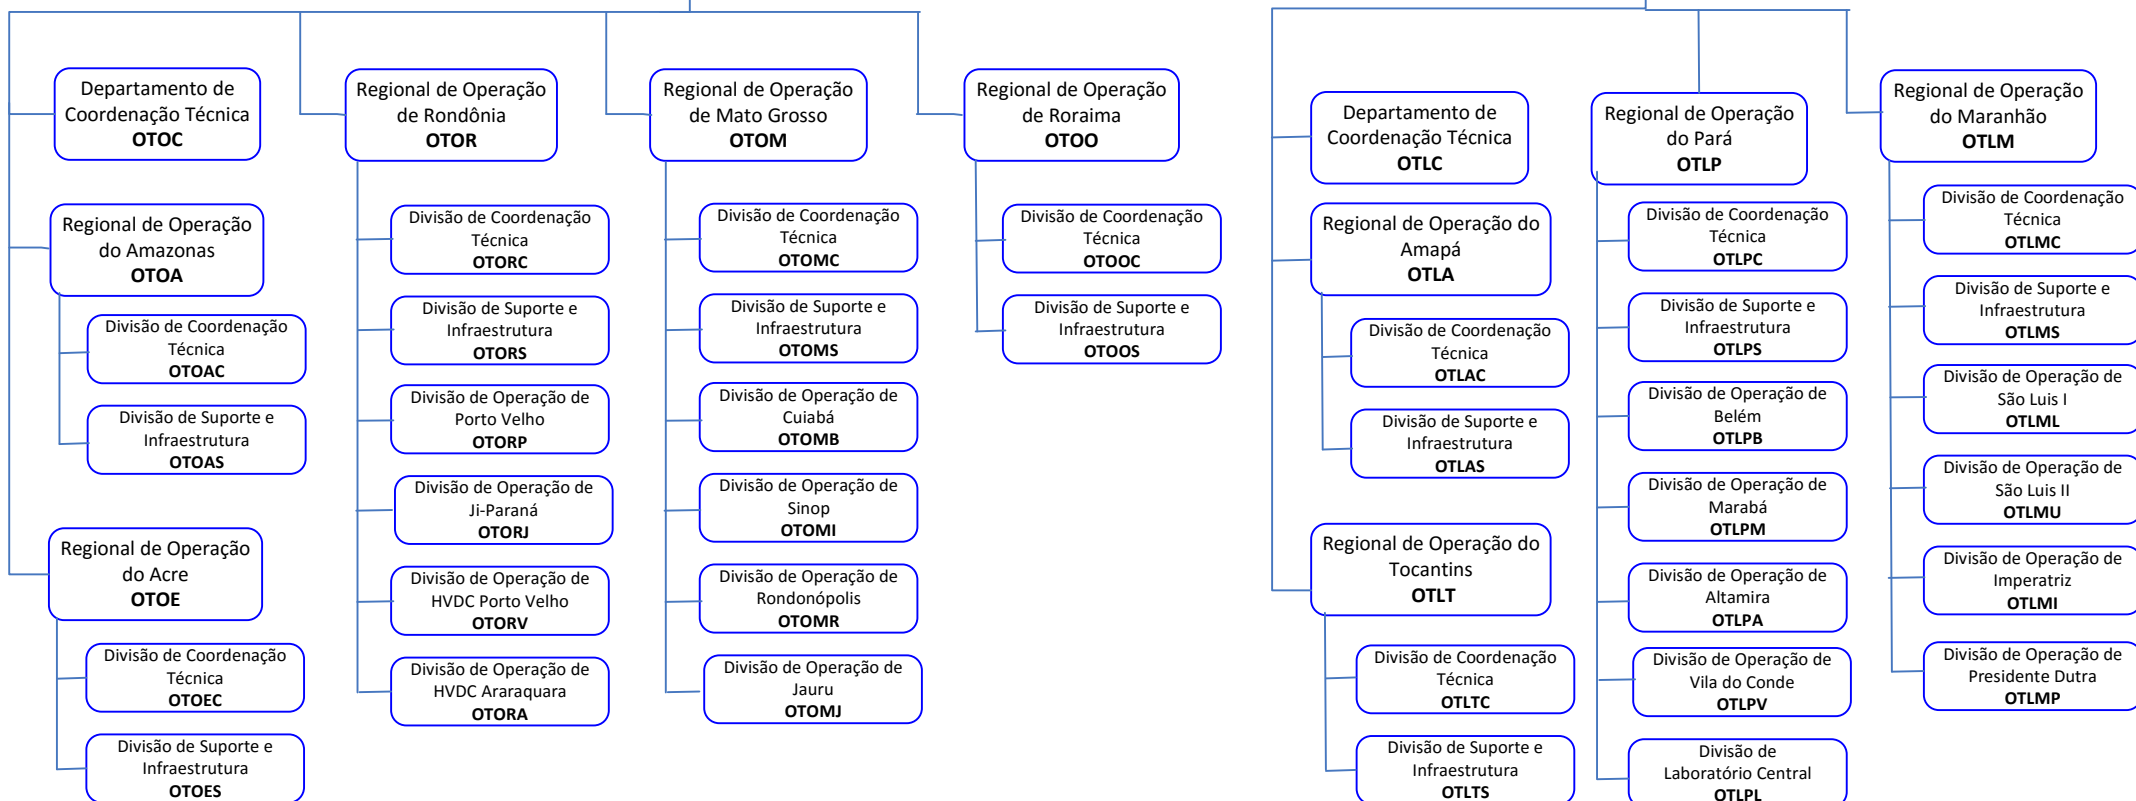 Departamento de
Coordenação Técnica
OTOC
Regional de Operação
do Amazonas
OTOA
Divisão de Coordenação
Técnica
OTOAC
Divisão de Suporte e
Infraestrutura
OTOAS
Regional de Operação
do Acre
OTOE
Divisão de Coordenação
Técnica
OTOEC
Divisão de Suporte e
Infraestrutura
OTOES
Regional de Operação
de Rondônia
OTOR
Divisão de Coordenação
Técnica
OTORC
Divisão de Suporte e
Infraestrutura
OTORS
Divisão de Operação de
Porto Velho
OTORP
Divisão de Operação de
Ji-Paraná
OTORJ
Divisão de Operação de
HVDC Porto Velho
OTORV
Divisão de Operação de
HVDC Araraquara
OTORA
Regional de Operação
de Mato Grosso
OTOM
Divisão de Coordenação
Técnica
OTOMC
Divisão de Suporte e
Infraestrutura
OTOMS
Divisão de Operação de
Cuiabá
OTOMB
Divisão de Operação de
Sinop
OTOMI
Divisão de Operação de
Rondonópolis
OTOMR
Divisão de Operação de
Jauru
OTOMJ
Regional de Operação
de Roraima
OTOO
Divisão de Coordenação
Técnica
OTOOC
Divisão de Suporte e
Infraestrutura
OTOOS
Departamento de
Coordenação Técnica
OTLC
Regional de Operação do
Amapá
OTLA
Divisão de Coordenação
Técnica
OTLAC
Divisão de Suporte e
Infraestrutura
OTLAS
Regional de Operação do
Tocantins
OTLT
Divisão de Coordenação
Técnica
OTLTC
Divisão de Suporte e
Infraestrutura
OTLTS
Regional de Operação
do Pará
OTLP
Divisão de Coordenação
Técnica
OTLPC
Divisão de Suporte e
Infraestrutura
OTLPS
Divisão de Operação de
Belém
OTLPB
Divisão de Operação de
Marabá
OTLPM
Divisão de Operação de
Altamira
OTLPA
Divisão de Operação de
Vila do Conde
OTLPV
Divisão de
Laboratório Central
OTLPL
Regional de Operação
do Maranhão
OTLM
Divisão de Coordenação
Técnica
OTLMC
Divisão de Suporte e
Infraestrutura
OTLMS
Divisão de Operação de
São Luis I
OTLML
Divisão de Operação de
São Luis II
OTLMU
Divisão de Operação de
Imperatriz
OTLMI
Divisão de Operação de
Presidente Dutra
OTLMP